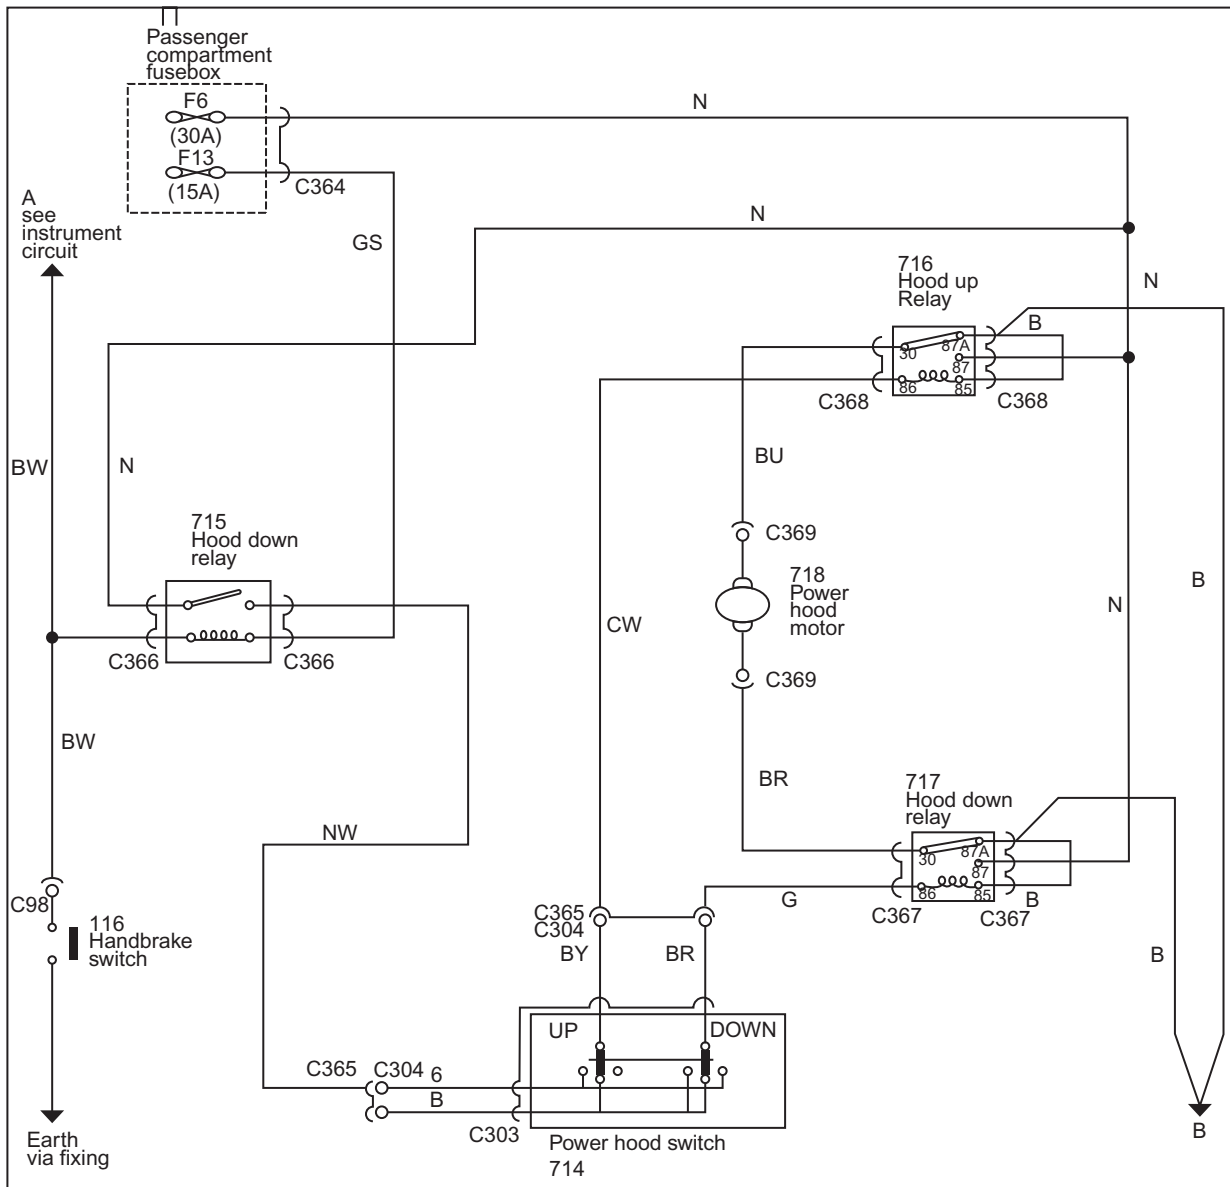 Passenger
compartment
fusebox
F6
(30A)
F13
(15A)
C364
N
A
see
instrument
circuit
GS
N
716
Hood up
Relay
N
B
30
87A
87
86
85
C368
C368
BW
N
BU
715
Hood down
relay
C369
718
Power
hood
motor
B
N
CW
C366
C366
C369
BW
BR
717
Hood down
relay
NW
30
87A
87
86
85
G
B
C367
C367
C98
116
Handbrake
switch
C365
C304
BY
BR
B
UP
DOWN
C365
C304
6
B
C303
Earth
via fixing
Power hood switch
714
B